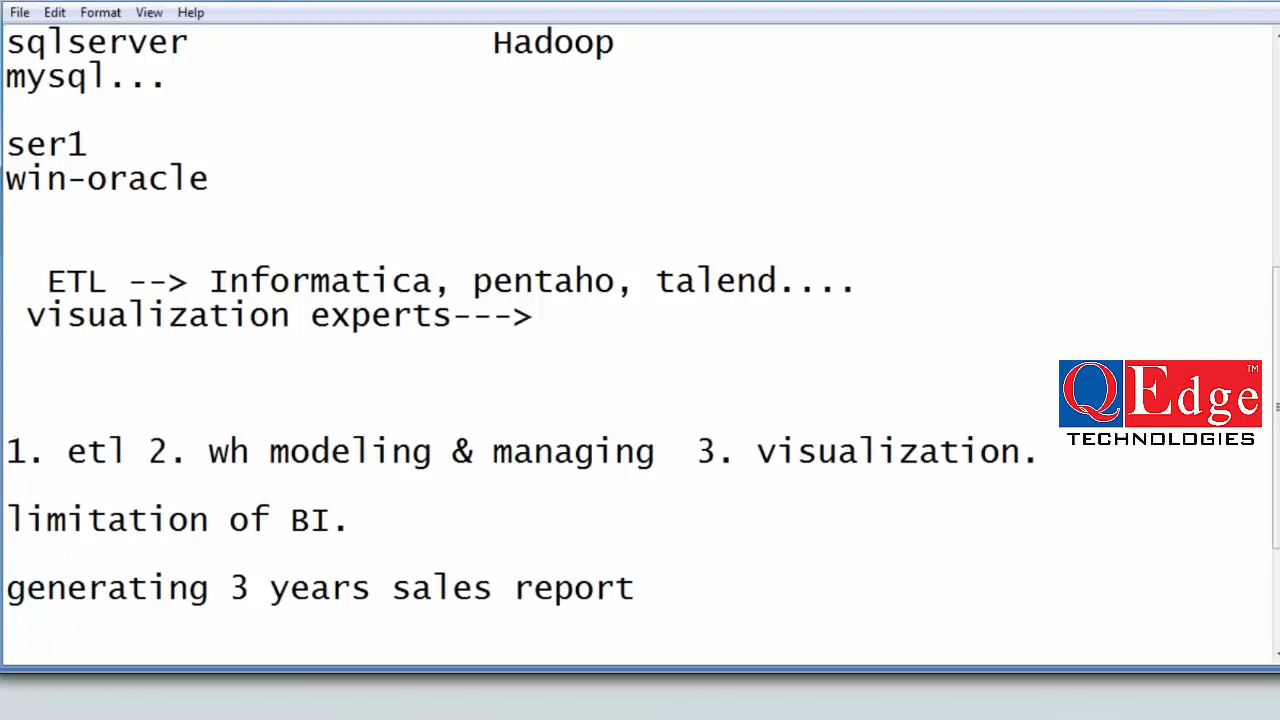 File Edit Format View Help
sqlserver Hadoop
mysql...
ser1
win-oracle
ETL --> Informatica, pentaho, talend....
visualization experts--->
QEdge™
TECHNOLOGIES
1. etl 2. wh modeling & managing 3. visualization.
limitation of BI.
generating 3 years sales report